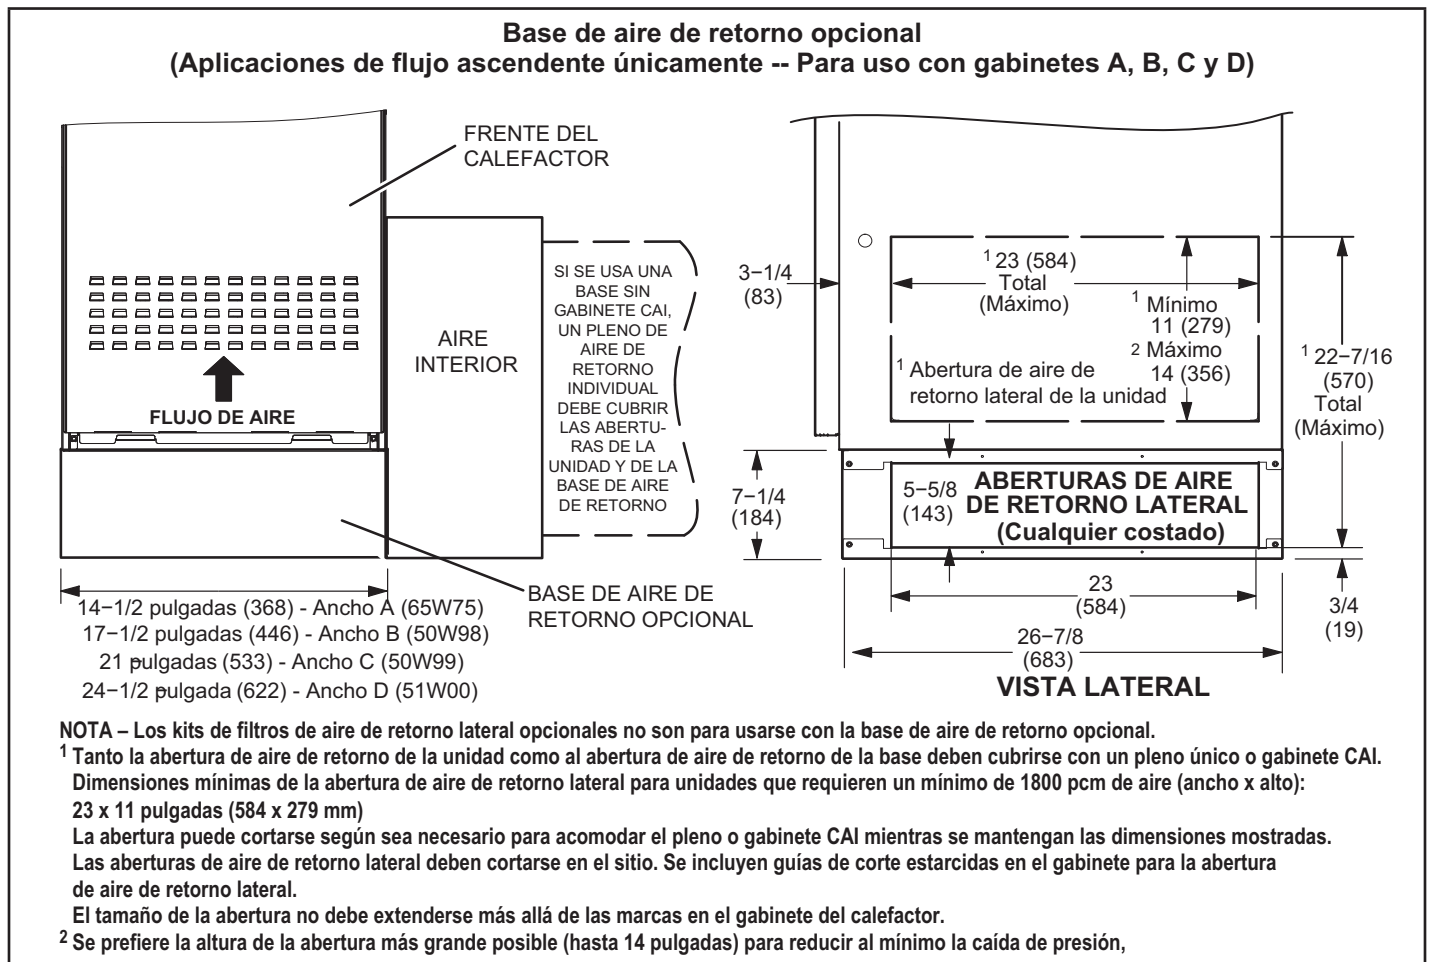 Base de aire de retorno opcional
(Aplicaciones de flujo ascendente únicamente -- Para uso con gabinetes A, B, C y D)
FRENTE DEL
CALEFACTOR
FLUJO DE AIRE
AIRE
INTERIOR
SI SE USA UNA
BASE SIN
GABINETE CAI,
UN PLENO DE
AIRE DE
RETORNO
INDIVIDUAL
DEBE CUBRIR
LAS ABERTU-
RAS DE LA
UNIDAD Y DE LA
BASE DE AIRE
DE RETORNO
BASE DE AIRE DE
RETORNO OPCIONAL
14−1/2 pulgadas (368) - Ancho A (65W75)
17−1/2 pulgadas (446) - Ancho B (50W98)
21 pulgadas (533) - Ancho C (50W99)
24−1/2 pulgada (622) - Ancho D (51W00)
3−1/4
(83)
1 23 (584)
Total
(Máximo)
1 Mínimo
11 (279)
2 Máximo
14 (356)
1 Abertura de aire de
retorno lateral de la unidad
1 22−7/16
(570)
Total
(Máximo)
7−1/4
(184)
5−5/8
(143)
ABERTURAS DE AIRE
DE RETORNO LATERAL
(Cualquier costado)
23
(584)
26−7/8
(683)
3/4
(19)
VISTA LATERAL
NOTA – Los kits de filtros de aire de retorno lateral opcionales no son para usarse con la base de aire de retorno opcional.
1 Tanto la abertura de aire de retorno de la unidad como al abertura de aire de retorno de la base deben cubrirse con un pleno único o gabinete CAI.
Dimensiones mínimas de la abertura de aire de retorno lateral para unidades que requieren un mínimo de 1800 pcm de aire (ancho x alto):
23 x 11 pulgadas (584 x 279 mm)
La abertura puede cortarse según sea necesario para acomodar el pleno o gabinete CAI mientras se mantengan las dimensiones mostradas.
Las aberturas de aire de retorno lateral deben cortarse en el sitio. Se incluyen guías de corte estarcidas en el gabinete para la abertura
de aire de retorno lateral.
El tamaño de la abertura no debe extenderse más allá de las marcas en el gabinete del calefactor.
2 Se prefiere la altura de la abertura más grande posible (hasta 14 pulgadas) para reducir al mínimo la caída de presión,